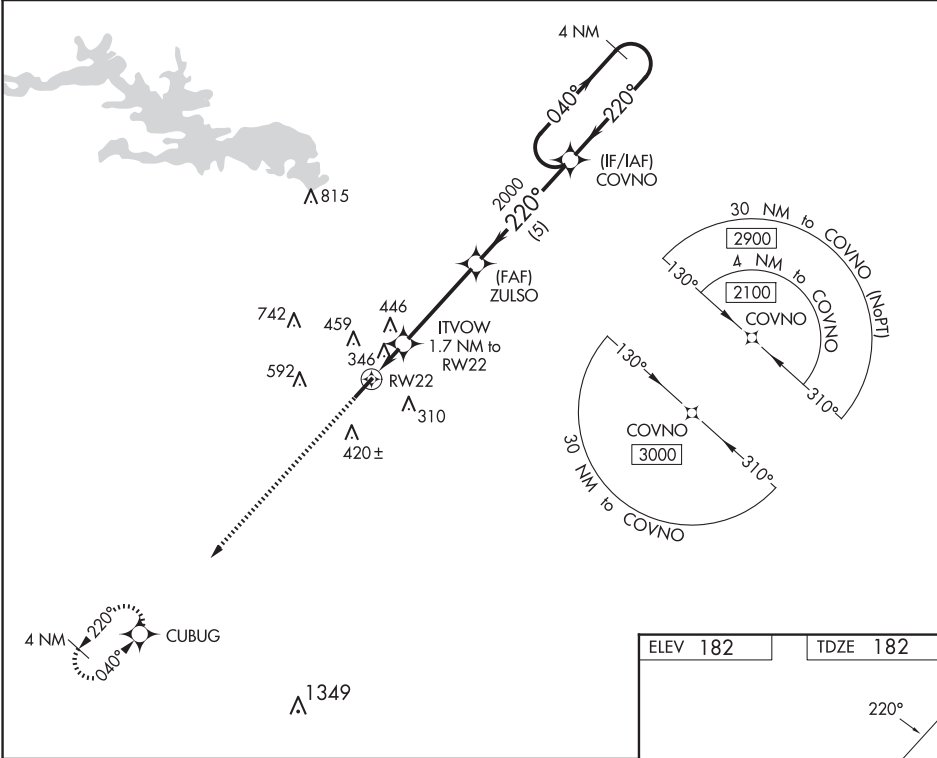 4 NM
040°
220°
(IF/IAF)
COVNO
2000
220°
(5)
815
(FAF)
ZULSO
30 NM to COVNO (NoPT)
2900
4 NM to COVNO
2100
130°
COVNO
310°
742
459
446
346
ITVOW
1.7 NM to
RW22
592
RW22
310
420 ±
130°
COVNO
3000
310°
30 NM to COVNO
4 NM
220°
040°
CUBUG
1349
ELEV 182
TDZE 182
220°